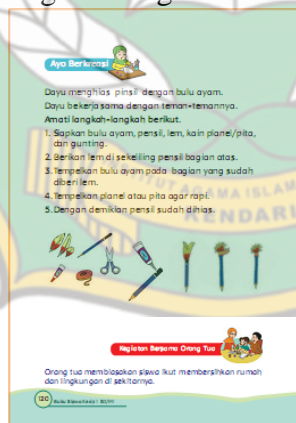 Ayo Berkreasi
Dayu menghias pinsil dengan bulu ayam.
Dayu bekerja sama dengan teman-temannya.
Amati langkah-langkah berikut.
1. Siapkan bulu ayam, pensil, lem, kain planel/pita,
dan gunting.
2. Berikan lem di sekeliling pensil bagian atas.
3. Tempelkan bulu ayam pada bagian yang sudah
diberi lem.
4. Tempelkan planel atau pita agar rapi.
5. Dengan demikian pensil sudah dihias.
AGAMA ISLAM
KENDARI
Kegiatan Bersama Orang Tua
Orang tua membiasakan siswa ikut membersihkan rumah
dan lingkungan di sekitarnya.
120